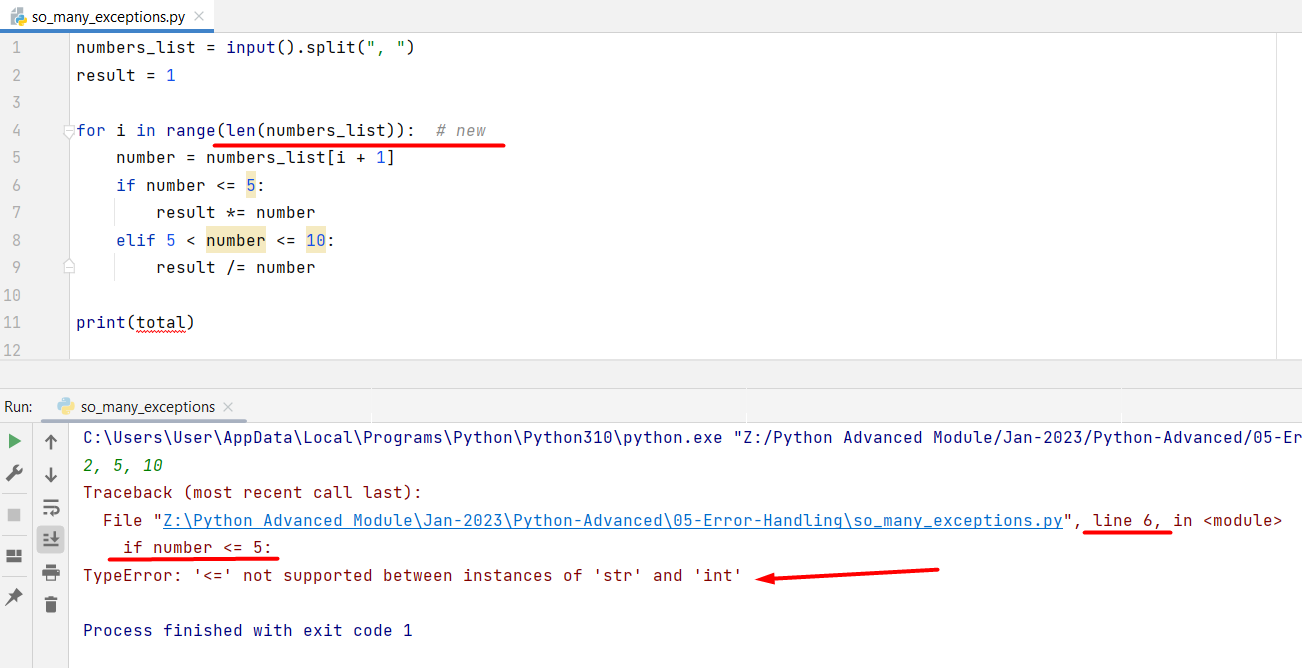 so_many_exceptions.py
1 numbers_list = input().split(", ")
2 result = 1
3
4 for i in range(len(numbers_list)):  # new
5     number = numbers_list[i + 1]
6     if number <= 5:
7         result *= number
8     elif 5 < number <= 10:
9         result /= number
10
11 print(total)
12
Run: so_many_exceptions
C:\Users\User\AppData\Local\Programs\Python\Python310\python.exe "Z:/Python Advanced Module/Jan-2023/Python-Advanced/05-Er
2, 5, 10
Traceback (most recent call last):
  File "Z:\Python Advanced Module\Jan-2023\Python-Advanced\05-Error-Handling\so_many_exceptions.py", line 6, in <module>
    if number <= 5:
TypeError: '<=' not supported between instances of 'str' and 'int'
Process finished with exit code 1